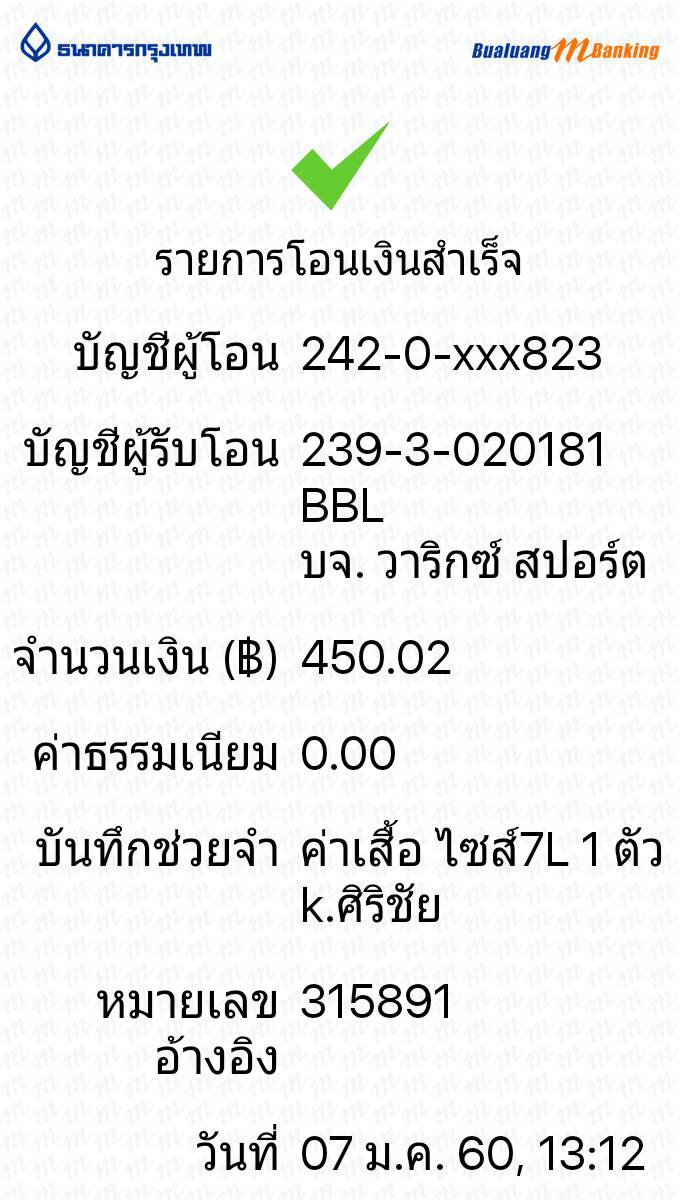 ธนาคารกรุงเทพ
Bualuang mBanking
รายการโอนเงินสำเร็จ
บัญชีผู้โอน 242-0-xxx823
บัญชีผู้รับโอน 239-3-020181
BBL
บจ. วาริกซ์ สปอร์ต
จำนวนเงิน (฿) 450.02
ค่าธรรมเนียม 0.00
บันทึกช่วยจำ ค่าเสื้อ ไซส์7L 1 ตัว
k.ศิริชัย
หมายเลข 315891
อ้างอิง
วันที่ 07 ม.ค. 60, 13:12